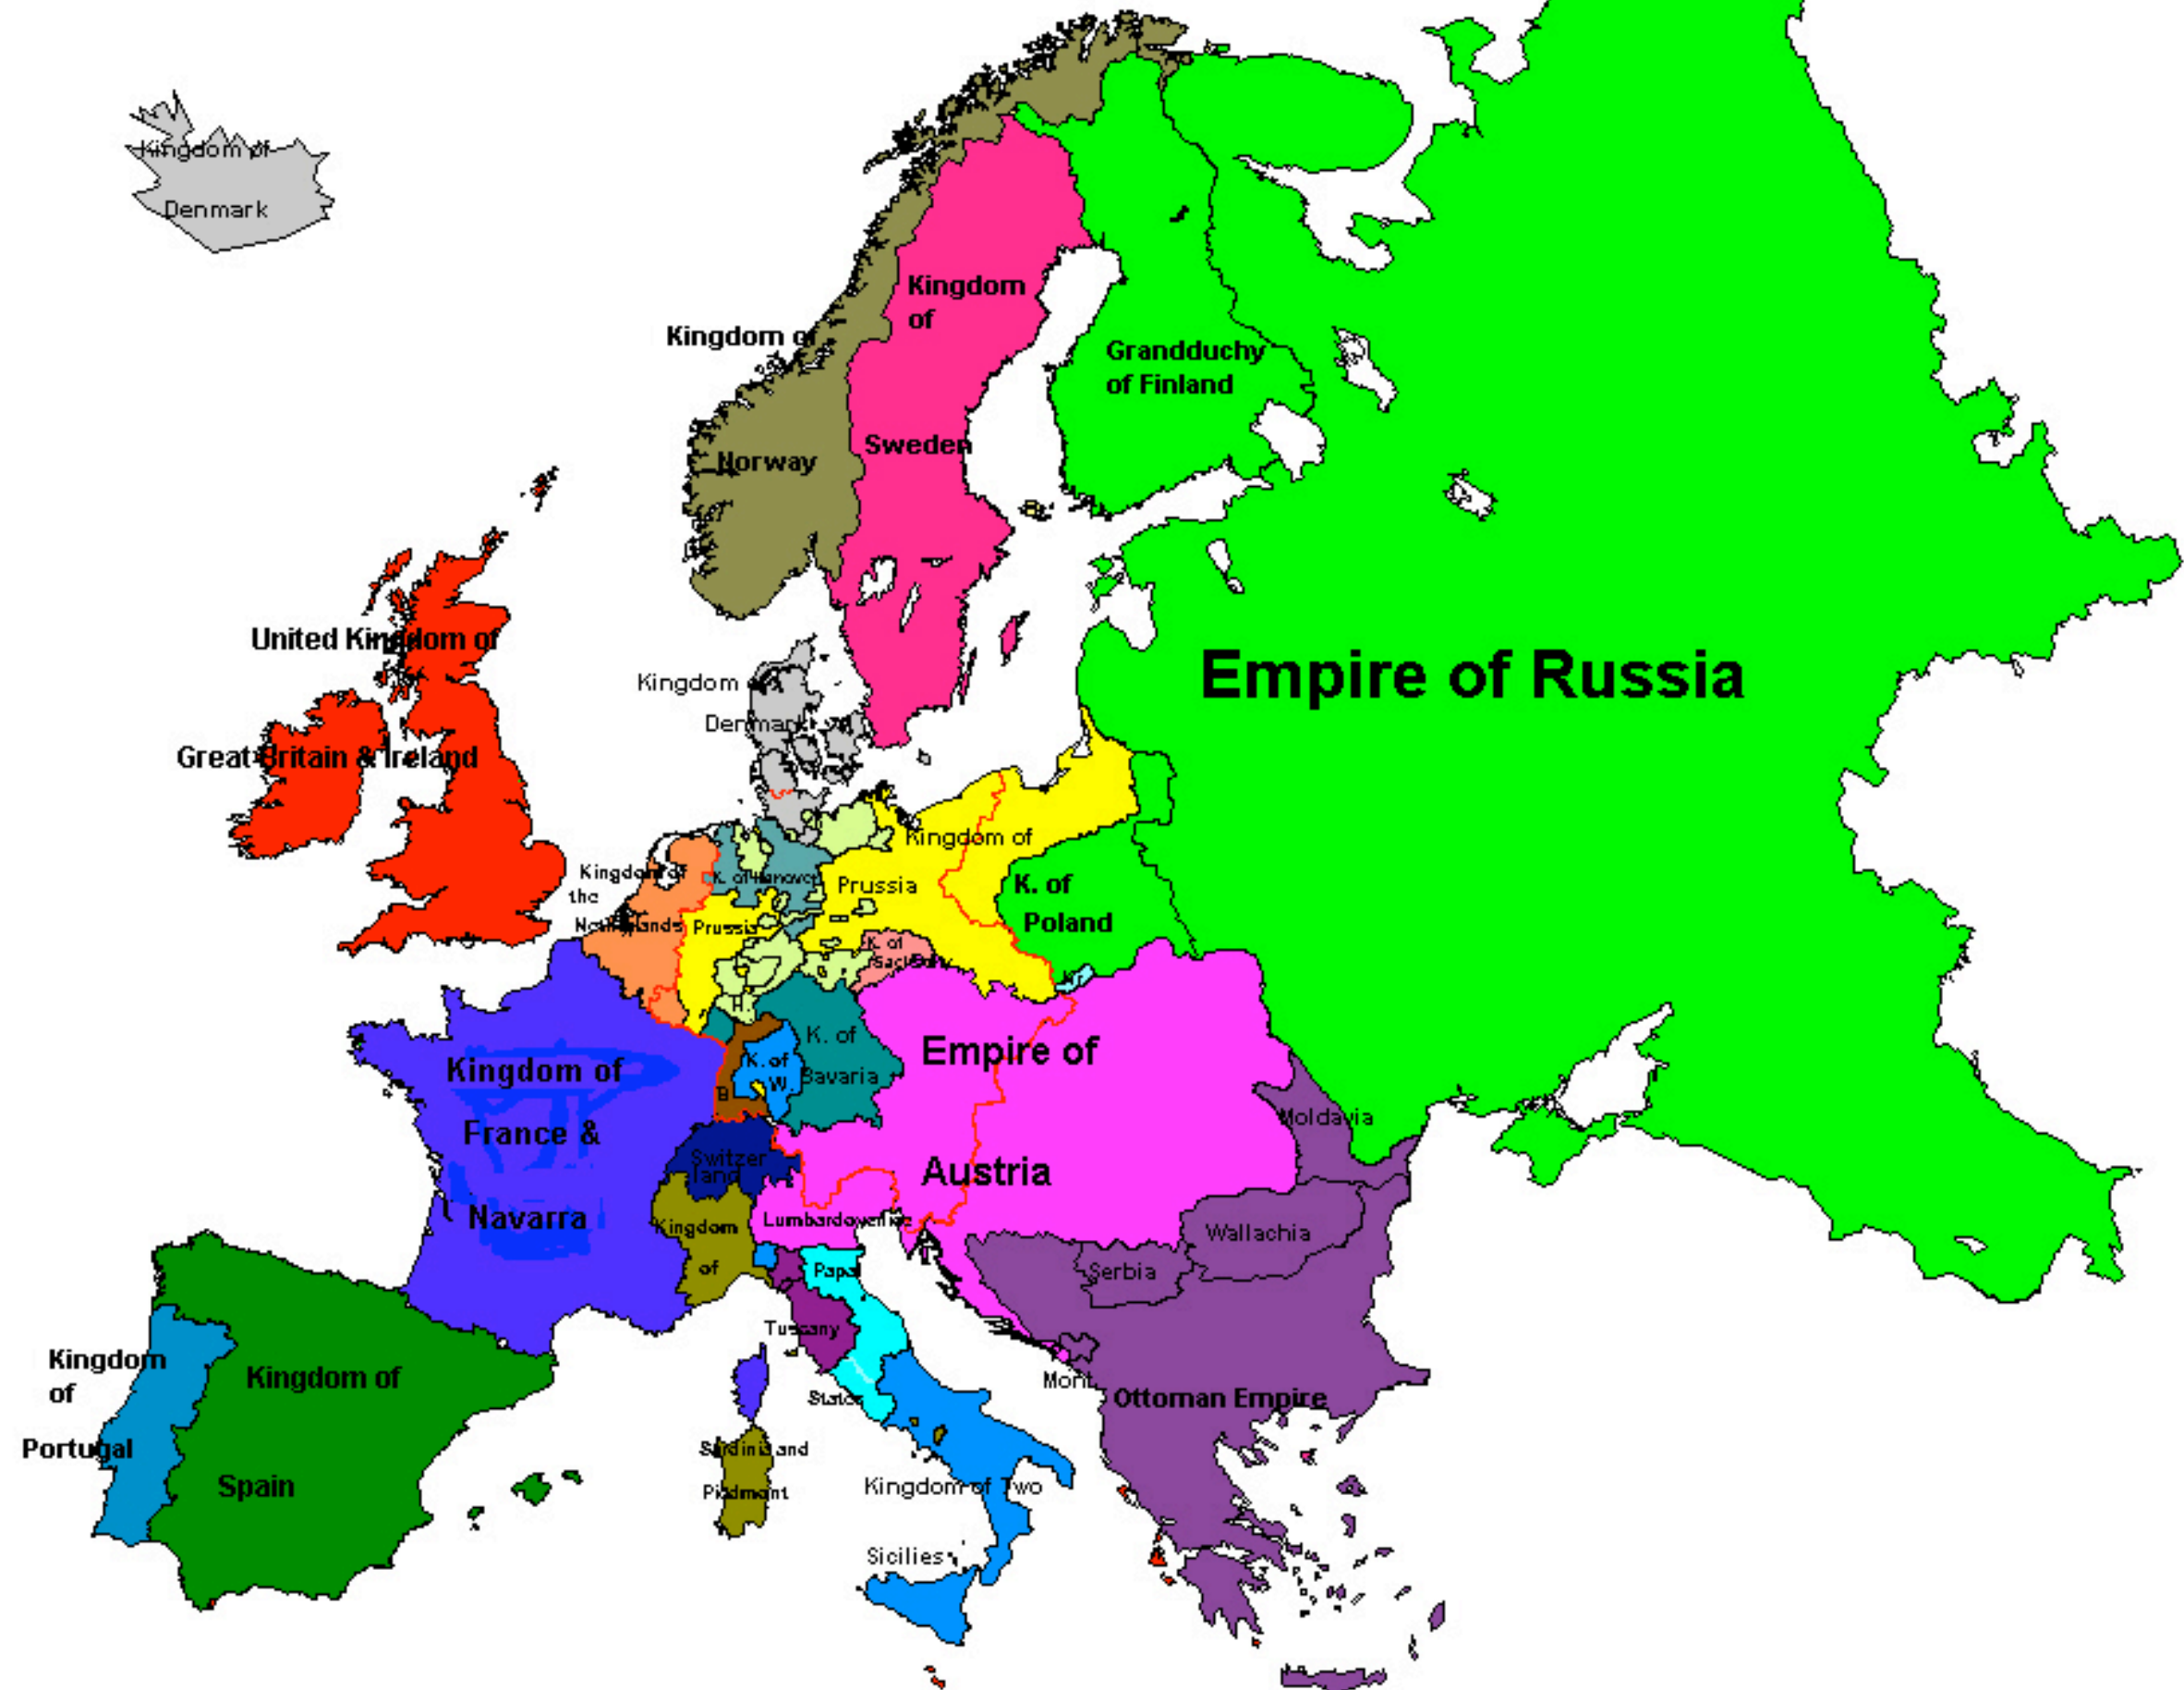 Kingdom of
Denmark
Kingdom
of
Sweden
Kingdom of
Norway
Grandduchy
of Finland
United Kingdom of
Great Britain & Ireland
Empire of Russia
Kingdom of
Denmark
Kingdom of
Prussia
Kingdom of
the
Netherlands
K. of Hanover
Prussia
K. of
Poland
K. of
H.
K. of
Bavaria
K. of
W.
B
Empire of
Austria
Kingdom of
France &
Navarra
Switzer
land
Moldavia
Wallachia
Serbia
Kingdom
of
Sardinia and
Piedmont
Papal
States
Tuscany
Mont.
Ottoman Empire
Kingdom
of
Portugal
Kingdom of
Spain
Kingdom of Two
Sicilies